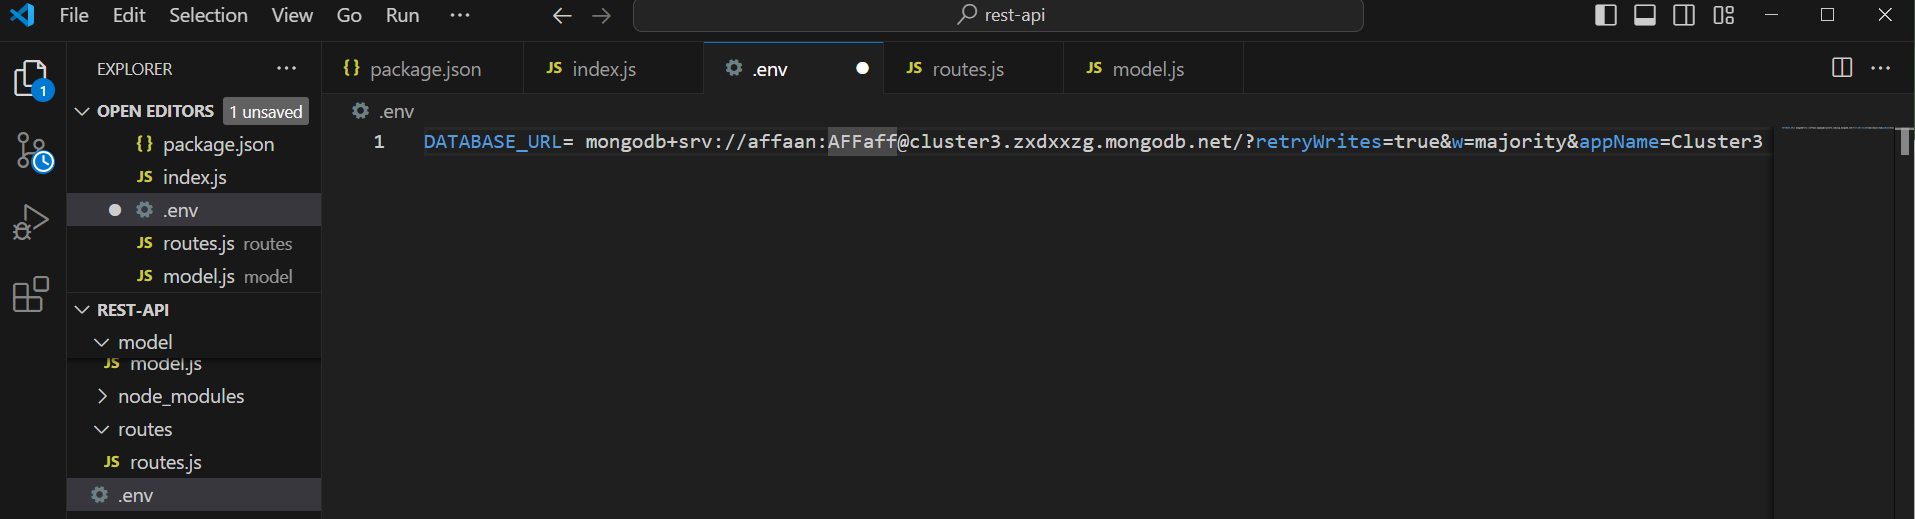 File Edit Selection View Go Run ··· rest-api
EXPLORER ···
OPEN EDITORS 1 unsaved
{} package.json
JS index.js
.env
JS routes.js routes
JS model.js model
REST-API
model
JS model.js
node_modules
routes
JS routes.js
.env
1
{} package.json JS index.js .env JS routes.js JS model.js ···
.env
1 DATABASE_URL= mongodb+srv://affaan:AFFaff@cluster3.zxdxxzg.mongodb.net/?retryWrites=true&w=majority&appName=Cluster3